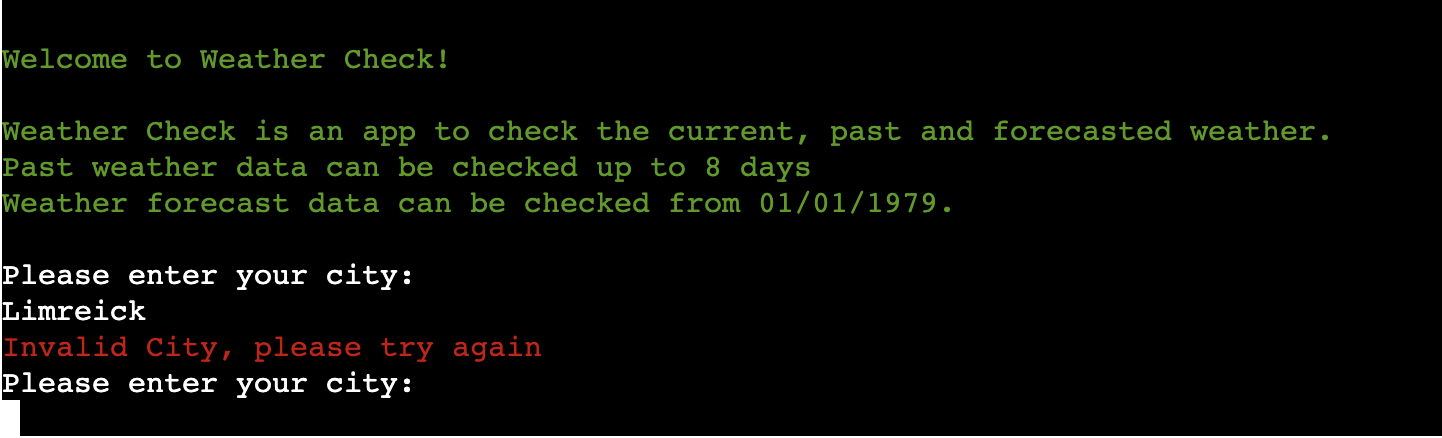 Welcome to Weather Check!
Weather Check is an app to check the current, past and forecasted weather.
Past weather data can be checked up to 8 days
Weather forecast data can be checked from 01/01/1979.
Please enter your city:
Limreick
Invalid City, please try again
Please enter your city: